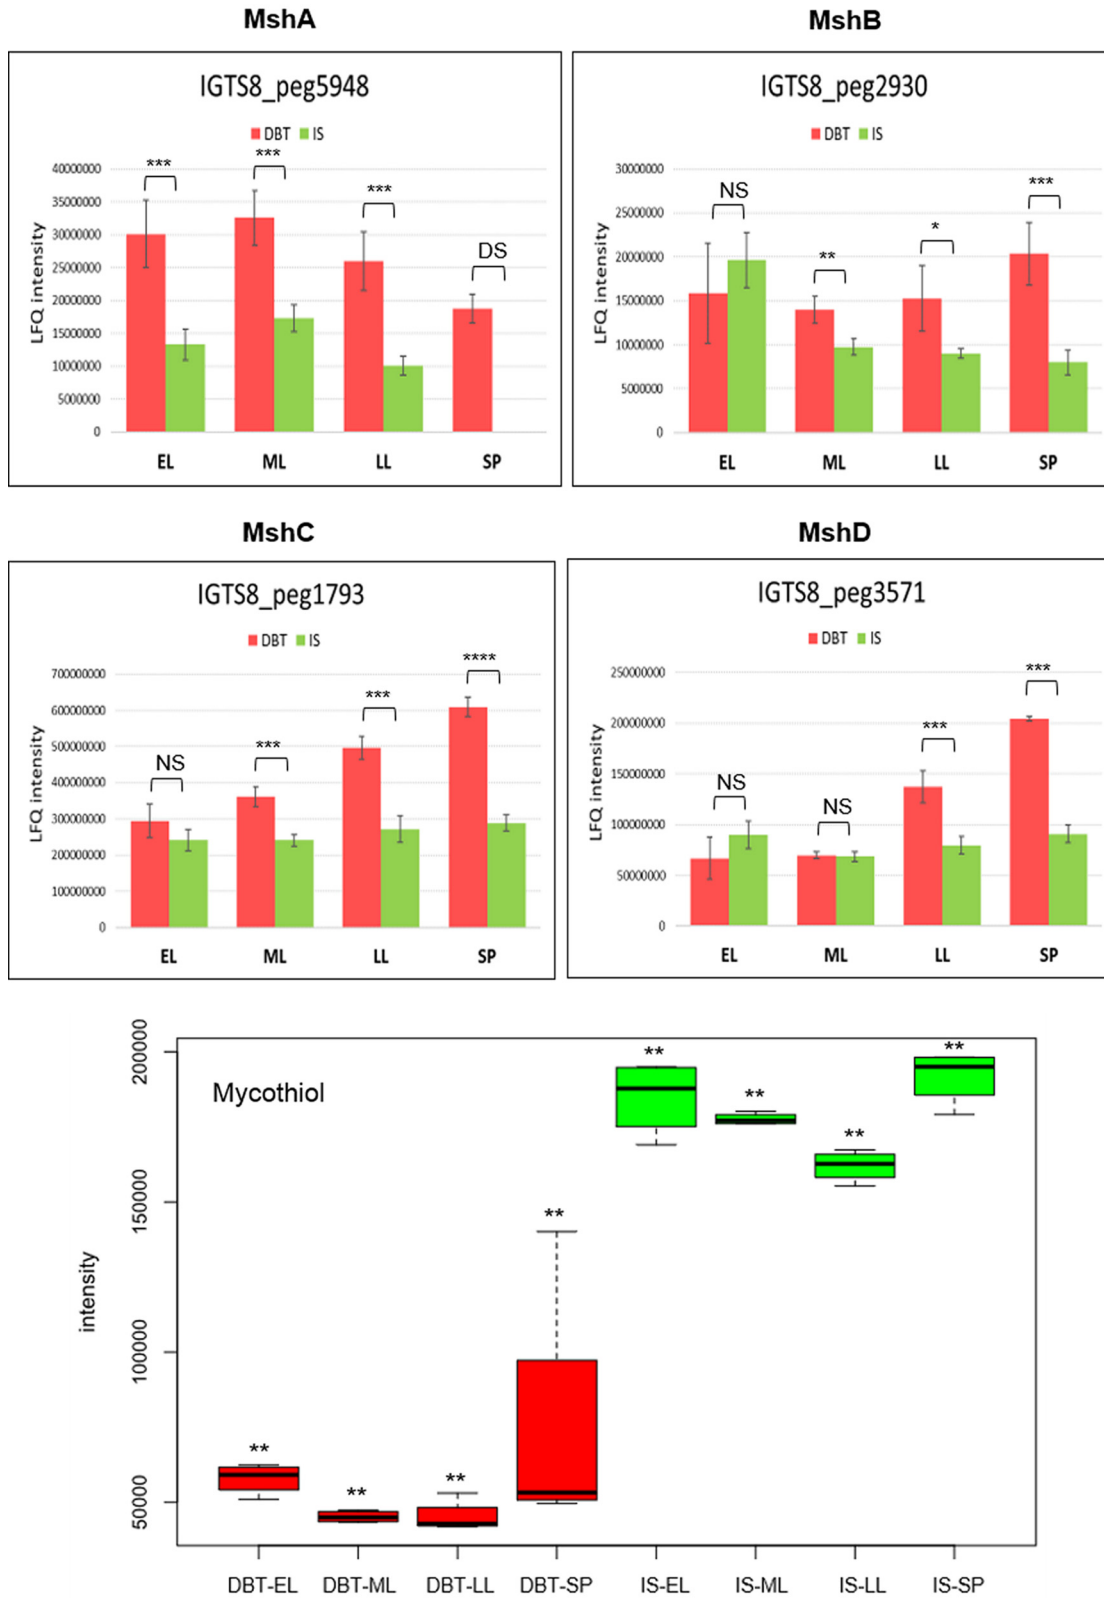 MshA
MshB
IGTS8_peg5948
DBT IS
LFQ intensity
40000000
35000000
30000000
25000000
20000000
15000000
10000000
5000000
0
***
***
***
DS
EL ML LL SP
IGTS8_peg2930
DBT IS
LFQ intensity
30000000
25000000
20000000
15000000
10000000
5000000
0
NS
**
*
***
EL ML LL SP
MshC
MshD
IGTS8_peg1793
DBT IS
LFQ intensity
700000000
600000000
500000000
400000000
300000000
200000000
100000000
0
NS
***
***
****
EL ML LL SP
IGTS8_peg3571
DBT IS
LFQ intensity
250000000
200000000
150000000
100000000
50000000
0
NS
NS
***
***
EL ML LL SP
Mycothiol
intensity
200000
150000
100000
50000
**
**
**
**
**
**
**
**
DBT-EL DBT-ML DBT-LL DBT-SP IS-EL IS-ML IS-LL IS-SP